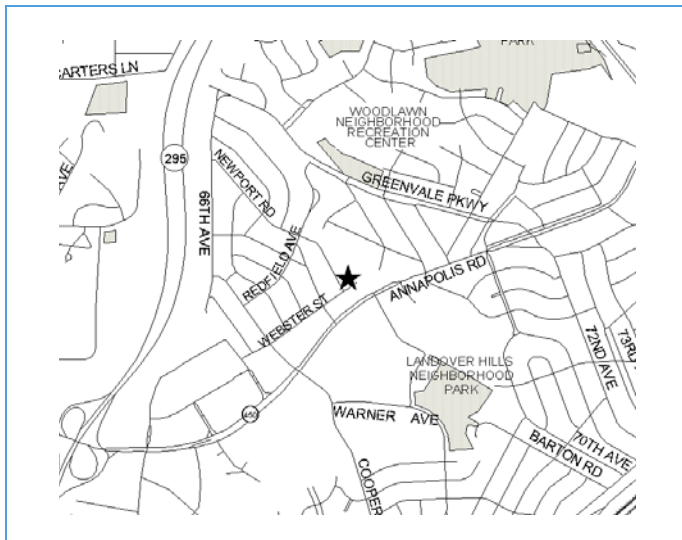 PARK
CARTERS LN
WOODLAWN
NEIGHBORHOOD
RECREATION
CENTER
295
NEWPORT RD
66TH AVE
GREENVALE PKWY
AVE
REDFIELD AVE
ANNAPOLIS RD
WEBSTER ST
LANDOVER HILLS
NEIGHBORHOOD
PARK
72ND AVE
73RD
WARNER AVE
450
70TH AVE
BARTON RD
COOPER